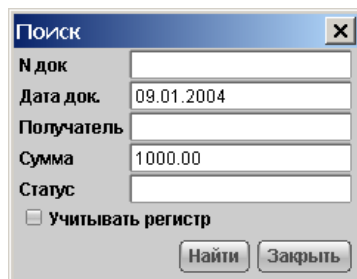 Поиск
N док
Дата док. 09.01.2004
Получатель
Сумма 1000.00
Статус
Учитывать регистр
Найти Закрыть